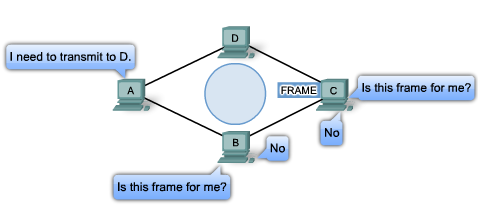 D
I need to transmit to D.
A
FRAME
C
Is this frame for me?
No
B
No
Is this frame for me?